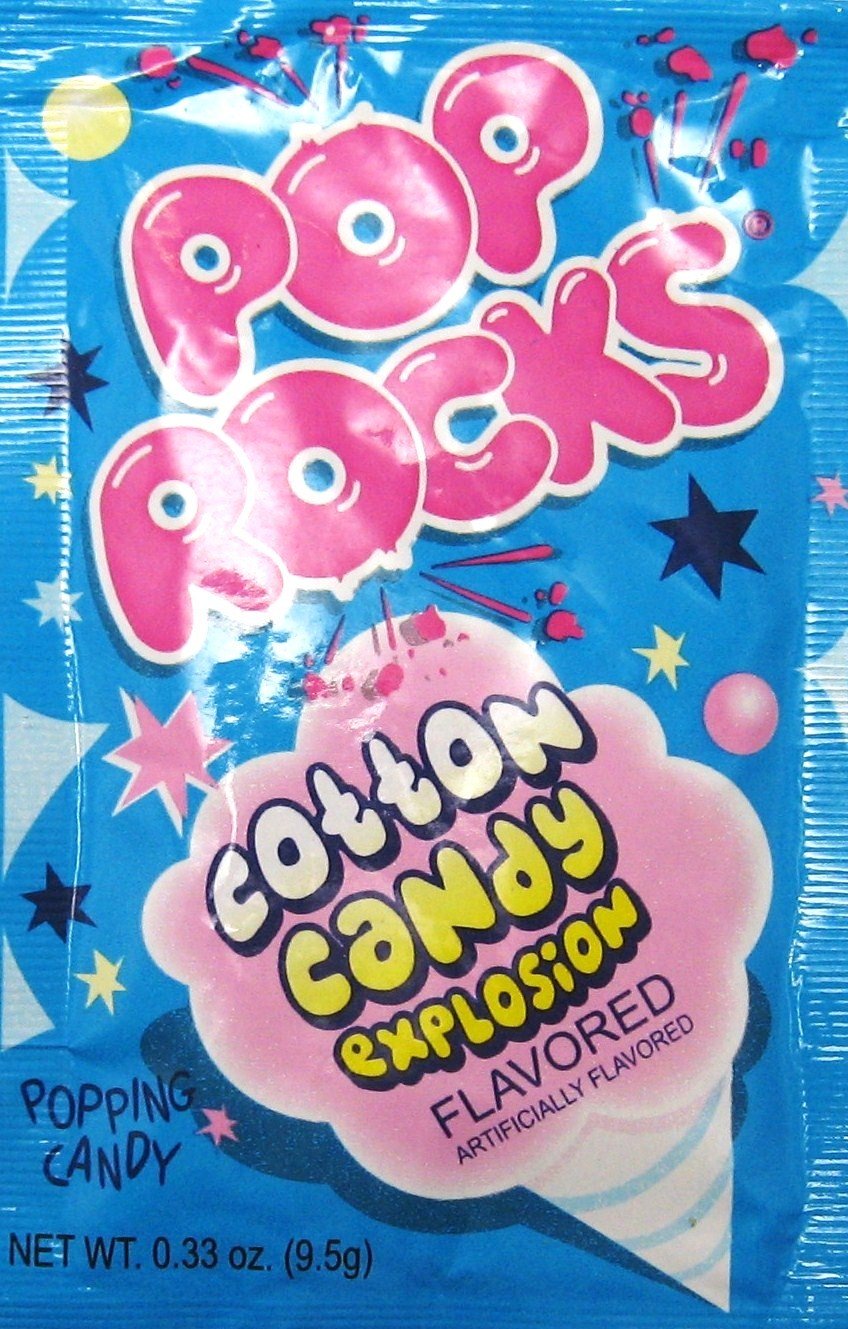 POP
ROCKS®
cotton
candy
explosion
FLAVORED
ARTIFICIALLY FLAVORED
POPPING
CANDY
NET WT. 0.33 oz. (9.5g)